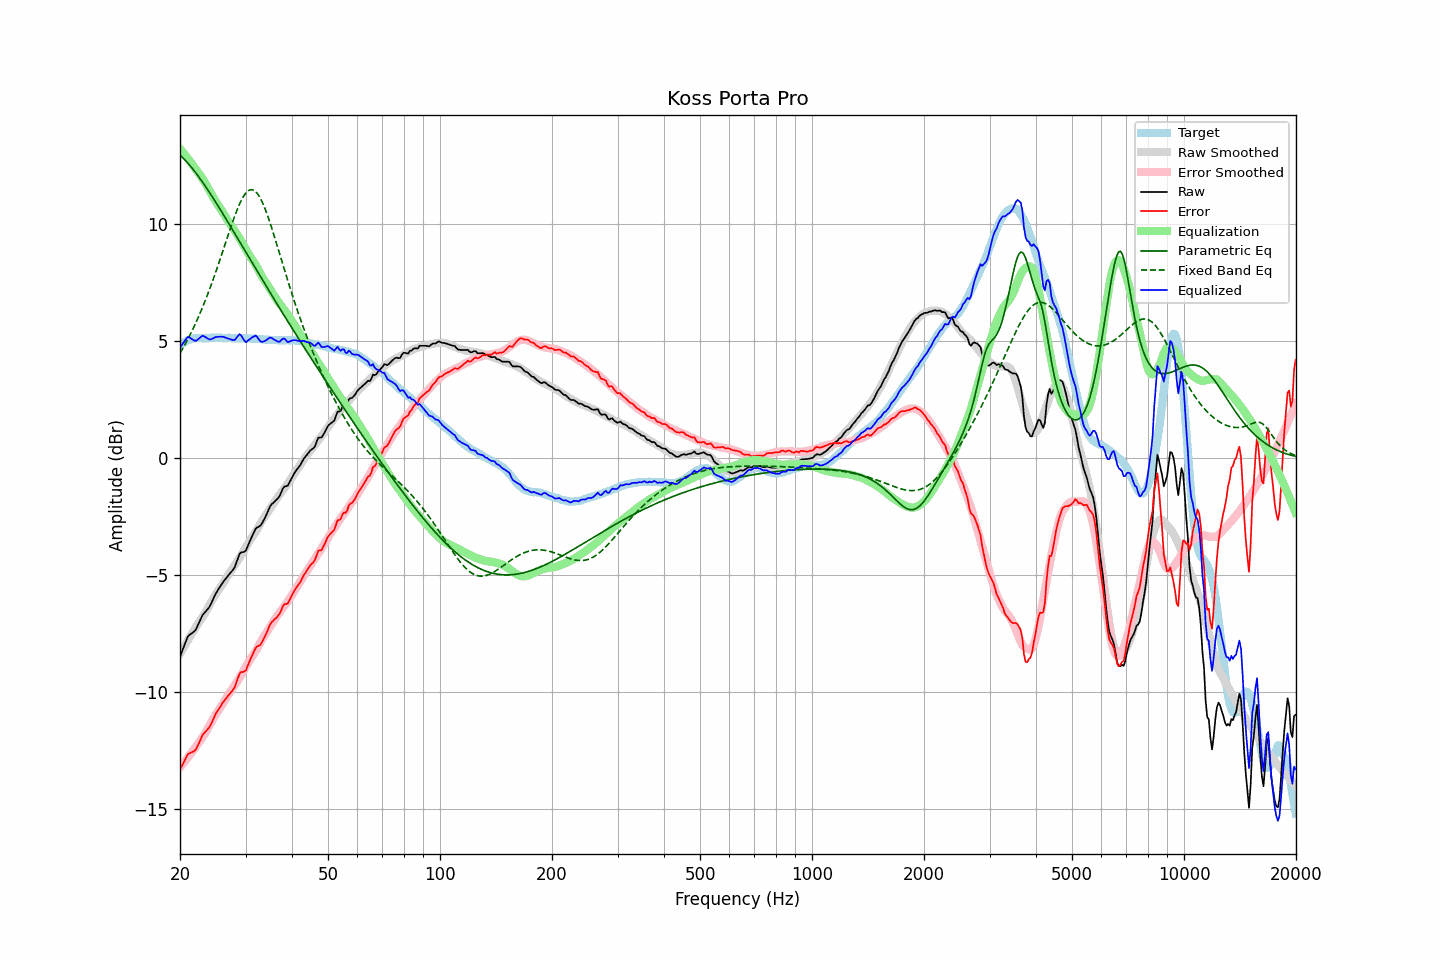 Koss Porta Pro
Target
Raw Smoothed
Error Smoothed
Raw
Error
Equalization
Parametric Eq
Fixed Band Eq
Equalized
Amplitude (dBr)
10
5
0
−5
−10
−15
20 50 100 200 500 1000 2000 5000 10000 20000
Frequency (Hz)